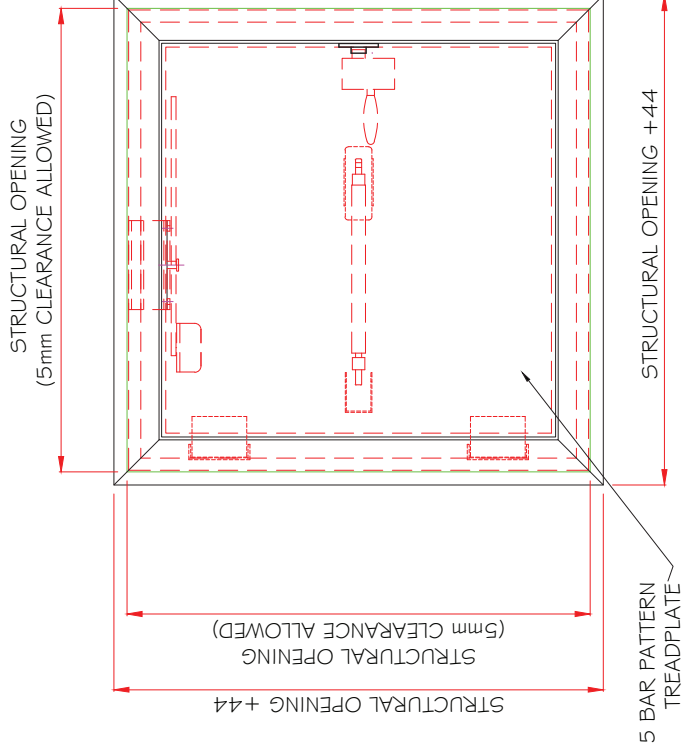 STRUCTURAL OPENING
(5mm CLEARANCE ALLOWED)
STRUCTURAL OPENING +44
STRUCTURAL OPENING
(5mm CLEARANCE ALLOWED)
STRUCTURAL OPENING +44
5 BAR PATTERN
TREADPLATE